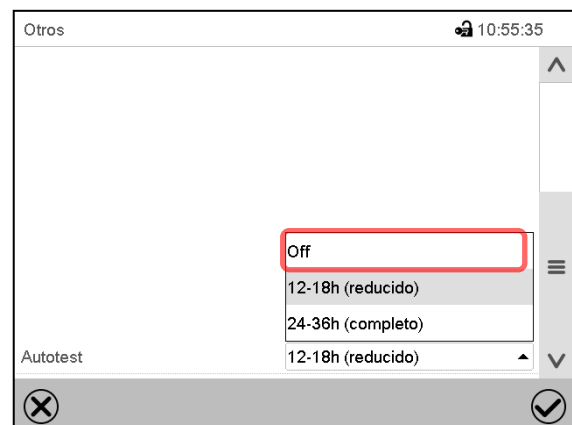 Otros 10:55:35
Off
12-18h (reducido)
24-36h (completo)
Autotest 12-18h (reducido)